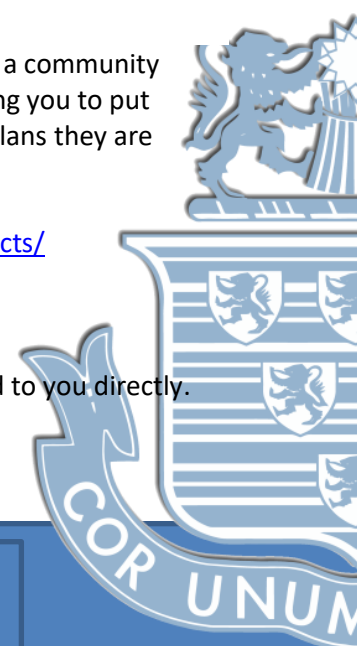 a community
ng you to put
lans they are
cts/
d to you directly.
COR UNUM